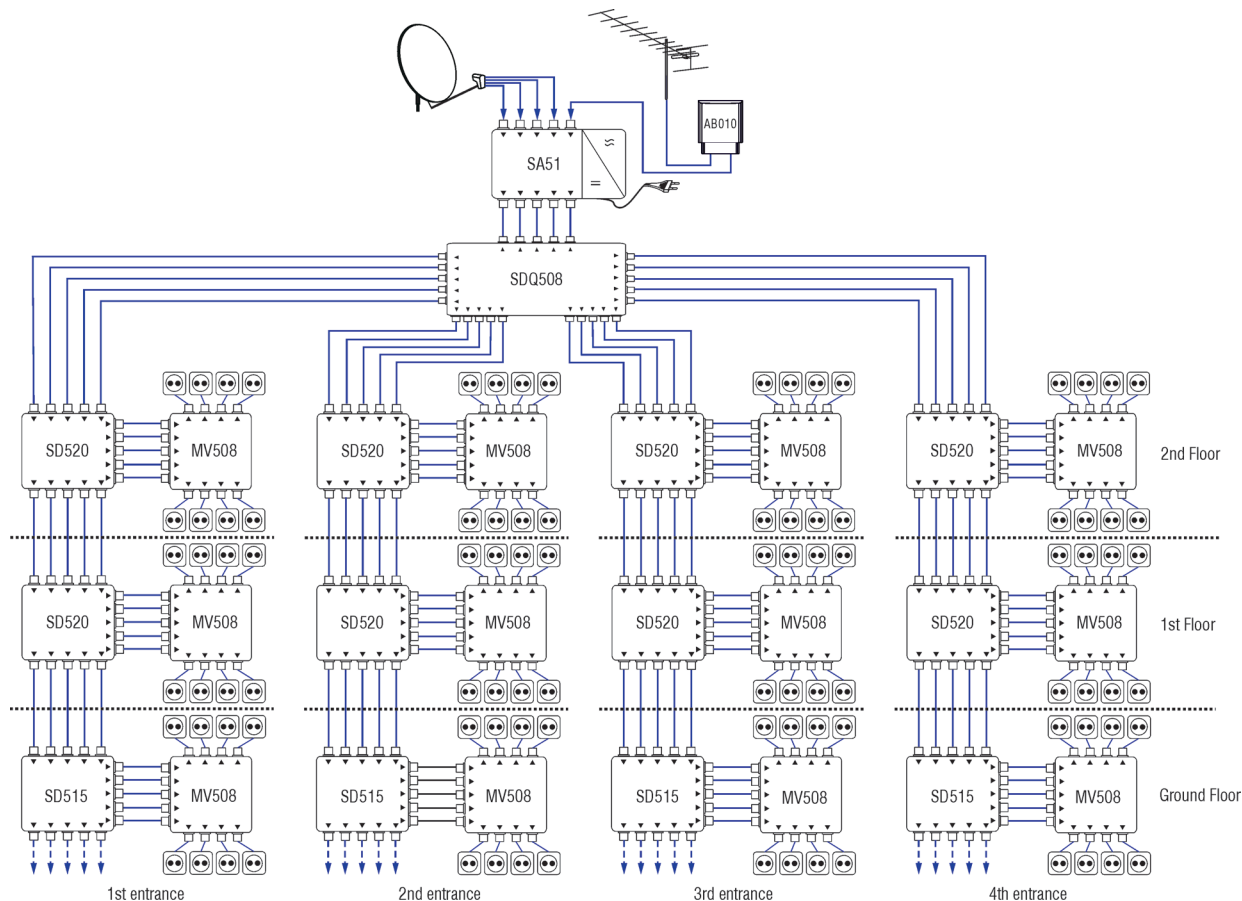 AB010
SA51
SDQ508
SD520 MV508 SD520 MV508 SD520 MV508 SD520 MV508 2nd Floor
SD520 MV508 SD520 MV508 SD520 MV508 SD520 MV508 1st Floor
SD515 MV508 SD515 MV508 SD515 MV508 SD515 MV508 Ground Floor
1st entrance 2nd entrance 3rd entrance 4th entrance